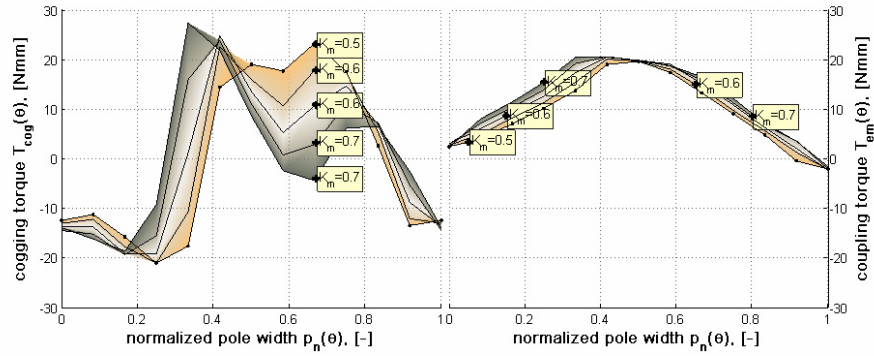 cogging torque T_cog(θ), [Nmm]
30
20
10
0
-10
-20
-30
K_m=0.5
K_m=0.6
K_m=0.6
K_m=0.7
K_m=0.7
0
0.2
0.4
0.6
0.8
1
normalized pole width p_n(θ), [-]
K_m=0.7
K_m=0.6
K_m=0.5
K_m=0.6
K_m=0.7
0
0.2
0.4
0.6
0.8
1
normalized pole width p_n(θ), [-]
30
20
10
0
-10
-20
-30
coupling torque T_em(θ), [Nmm]